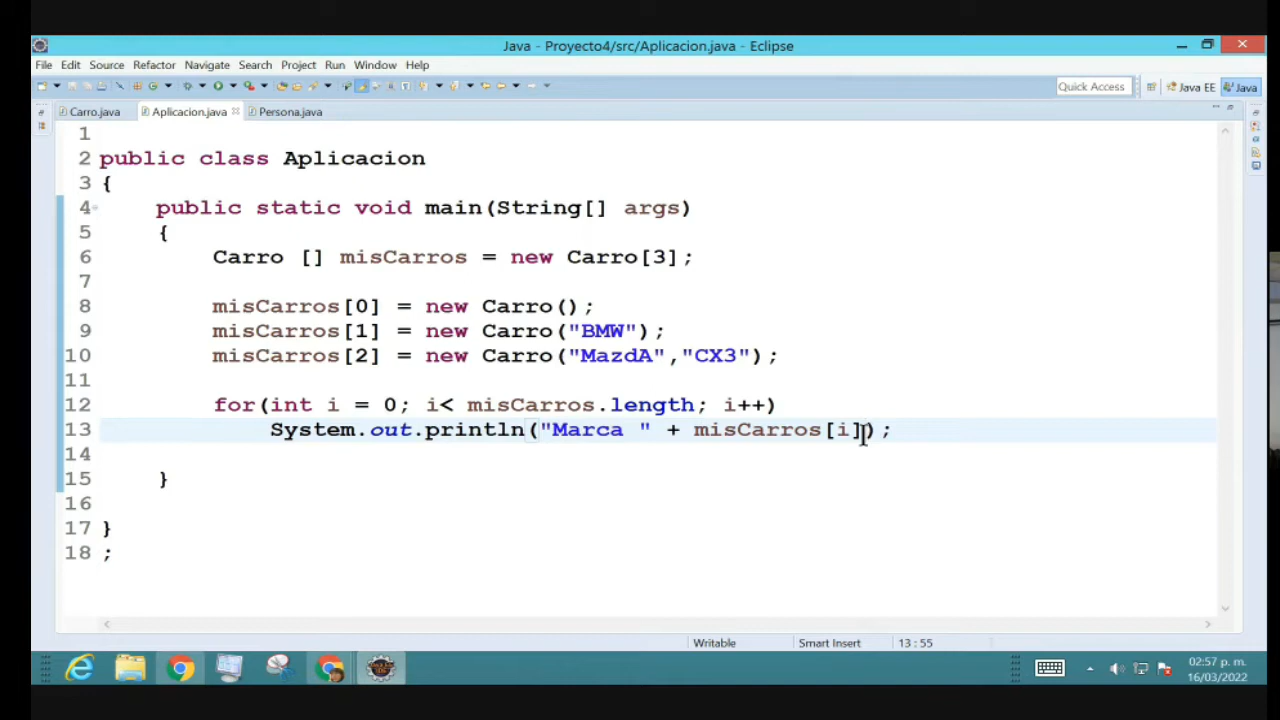 Java - Proyecto4/src/Aplicacion.java - Eclipse
File Edit Source Refactor Navigate Search Project Run Window Help
Quick Access Java EE Java
Carro.java Aplicacion.java Persona.java
1
2 public class Aplicacion
3 {
4 public static void main(String[] args)
5 {
6 Carro [] misCarros = new Carro[3];
7
8 misCarros[0] = new Carro();
9 misCarros[1] = new Carro("BMW");
10 misCarros[2] = new Carro("MazdA","CX3");
11
12 for(int i = 0; i< misCarros.length; i++)
13 System.out.println("Marca " + misCarros[i]);
14
15 }
16
17 }
18 ;
Writable Smart Insert 13 : 55
02:57 p. m.
16/03/2022